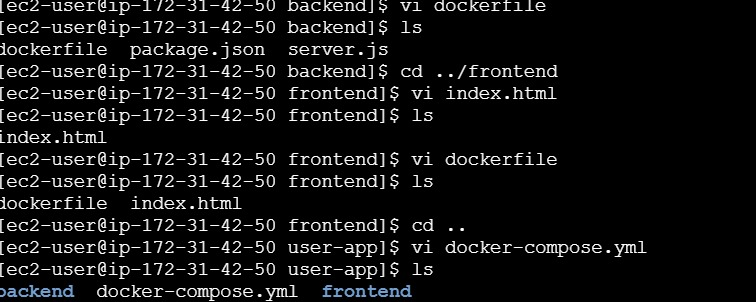 [ec2-user@ip-172-31-42-50 backend]$ vi dockerfile
[ec2-user@ip-172-31-42-50 backend]$ ls
dockerfile  package.json  server.js
[ec2-user@ip-172-31-42-50 backend]$ cd ../frontend
[ec2-user@ip-172-31-42-50 frontend]$ vi index.html
[ec2-user@ip-172-31-42-50 frontend]$ ls
index.html
[ec2-user@ip-172-31-42-50 frontend]$ vi dockerfile
[ec2-user@ip-172-31-42-50 frontend]$ ls
dockerfile  index.html
[ec2-user@ip-172-31-42-50 frontend]$ cd ..
[ec2-user@ip-172-31-42-50 user-app]$ vi docker-compose.yml
[ec2-user@ip-172-31-42-50 user-app]$ ls
backend  docker-compose.yml  frontend